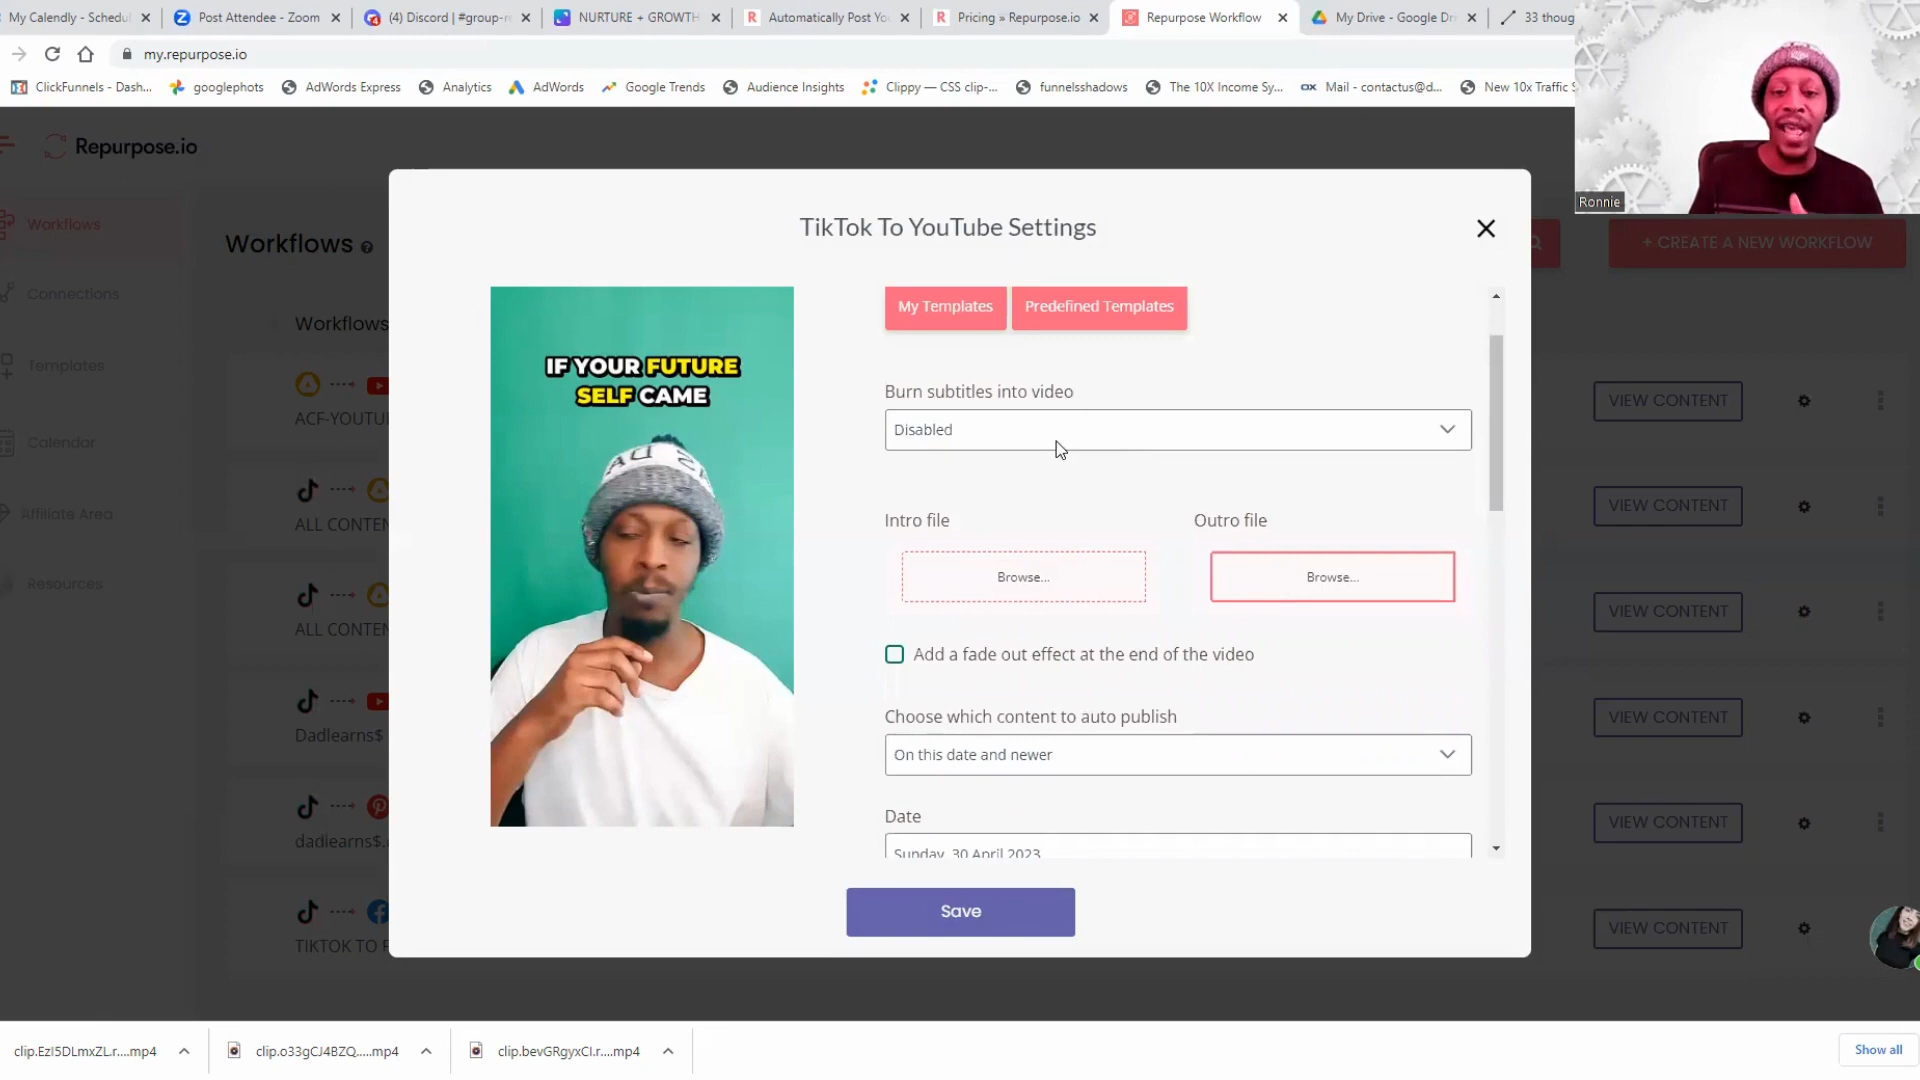 My Calendly - Schedul
Post Attendee - Zoom
(4) Discord | #group-r
NURTURE + GROWTH
Automatically Post Yo
Pricing » Repurpose.io
Repurpose Workflow
My Drive - Google Dr
33 thoug
my.repurpose.io
ClickFunnels - Dash...
googlephots
AdWords Express
Analytics
AdWords
Google Trends
Audience Insights
Clippy — CSS clip-...
funnelsshadows
The 10X Income Sy...
Mail - contactus@d...
New 10x Traffic S
Ronnie
Repurpose.io
Workflows
Connections
Templates
Calendar
Affiliate Area
Resources
Workflows
+ CREATE A NEW WORKFLOW
Workflows
ACF-YOUTU
ALL CONTEN
ALL CONTEN
Dadlearns$
dadlearns$.
TIKTOK TO F
VIEW CONTENT
VIEW CONTENT
VIEW CONTENT
VIEW CONTENT
VIEW CONTENT
VIEW CONTENT
TikTok To YouTube Settings
IF YOUR FUTURE
SELF CAME
My Templates
Predefined Templates
Burn subtitles into video
Disabled
Intro file
Outro file
Browse...
Browse...
Add a fade out effect at the end of the video
Choose which content to auto publish
On this date and newer
Date
Sunday, 30 April 2023
Save
clip.EzI5DLmxZL.r....mp4
clip.o33gCJ4BZQ.....mp4
clip.bevGRgyxCI.r....mp4
Show all